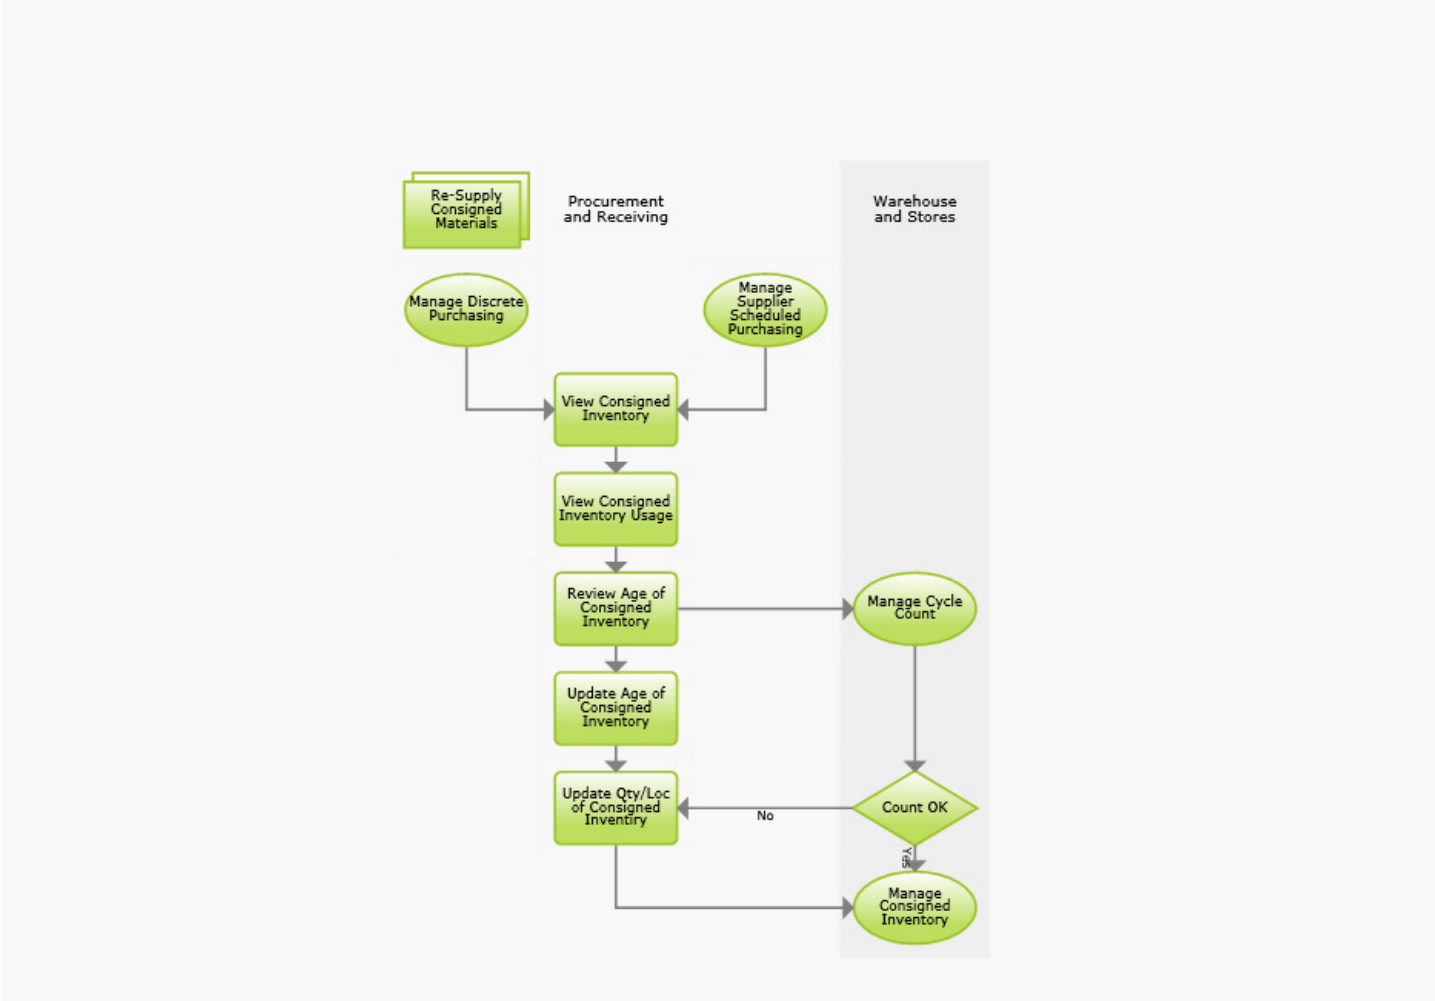 Re-Supply
Consigned
Materials
Procurement
and Receiving
Warehouse
and Stores
Manage Discrete
Purchasing
Manage
Supplier
Scheduled
Purchasing
View Consigned
Inventory
View Consigned
Inventory Usage
Review Age of
Consigned
Inventory
Manage Cycle
Count
Update Age of
Consigned
Inventory
Update Qty/Loc
of Consigned
Inventiry
No
Count OK
Yes
Manage
Consigned
Inventory